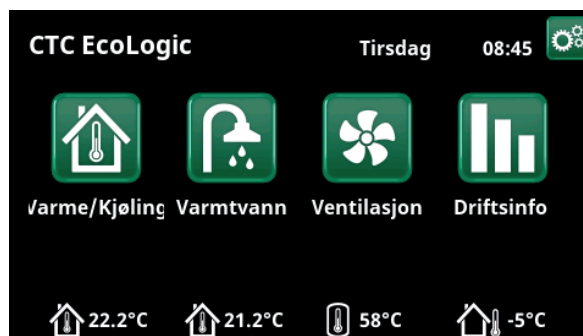 CTC EcoLogic Tirsdag 08:45
Varme/Kjøling Varmtvann Ventilasjon Driftsinfo
22.2°C 21.2°C 58°C -5°C